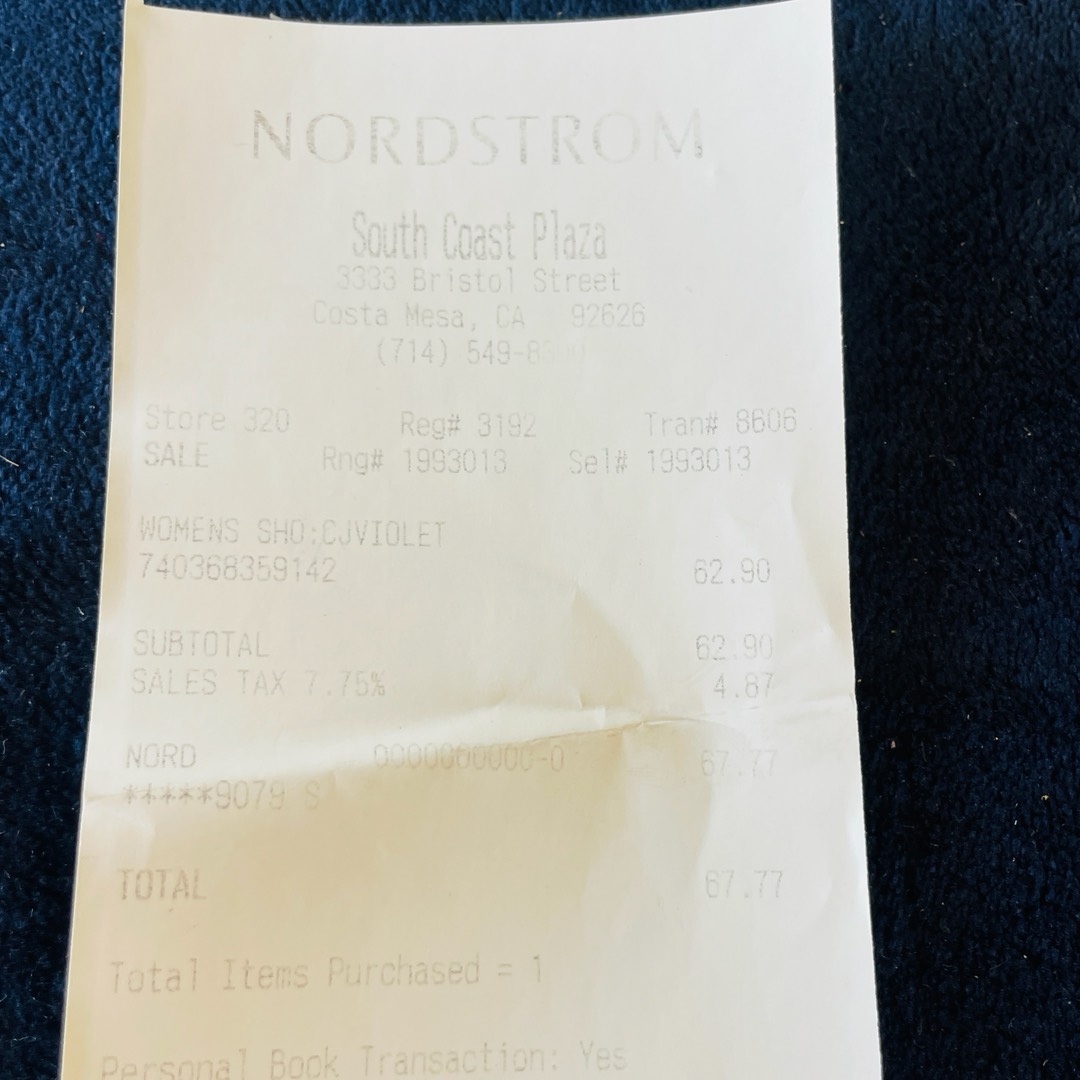 NORDSTROM
South Coast Plaza
3333 Bristol Street
Costa Mesa, CA 92626
(714)
Store 320 Reg# 3192 Tran# 8606
SALE Rng# 1993013 Sel# 1993013
WOMENS SHO:CJVIOLET
740368359142 62.90
SUBTOTAL 62.90
SALES TAX 7.75% 4.87
NORD 0000000000-0 67.77
*****9079 S
TOTAL 67.77
Total Items Purchased = 1
Personal Book Transaction: Yes